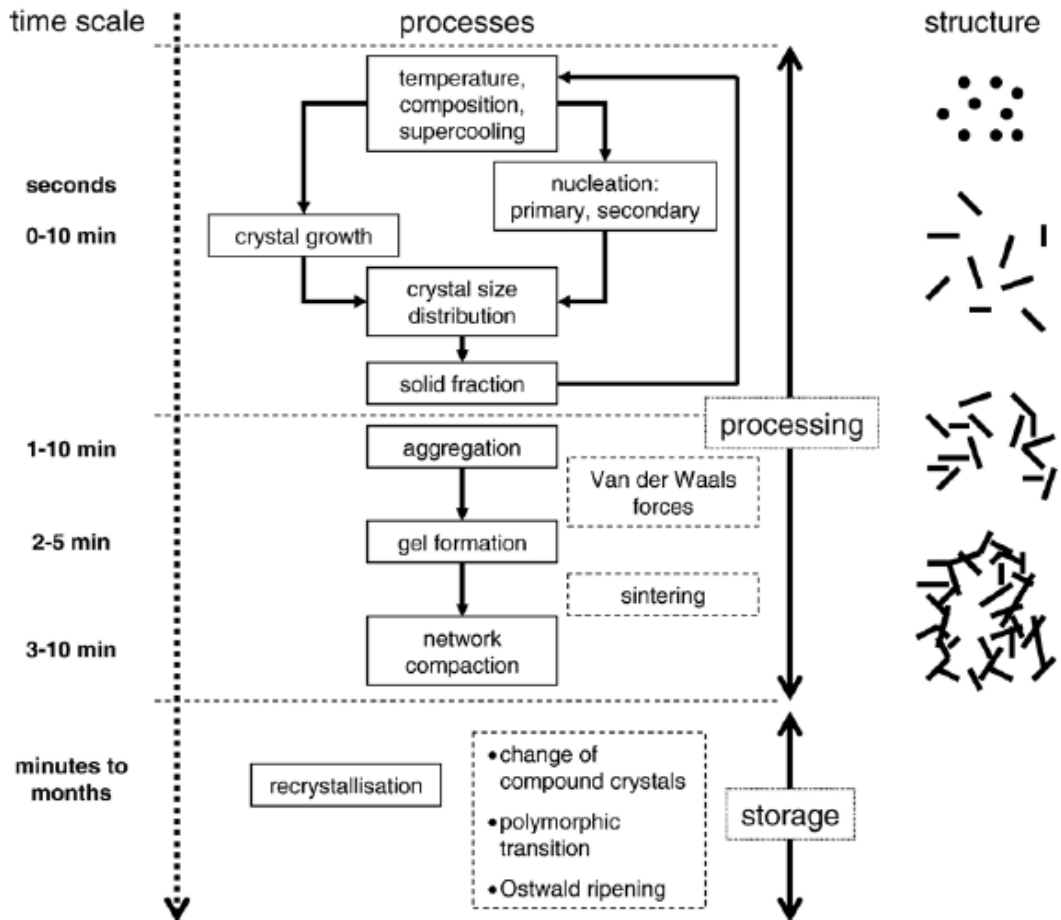 time scale
processes
structure
temperature,
composition,
supercooling
seconds
nucleation:
primary, secondary
0-10 min
crystal growth
crystal size
distribution
solid fraction
processing
1-10 min
aggregation
Van der Waals
forces
2-5 min
gel formation
sintering
3-10 min
network
compaction
minutes to
months
recrystallisation
•change of
compound crystals
•polymorphic
transition
•Ostwald ripening
storage